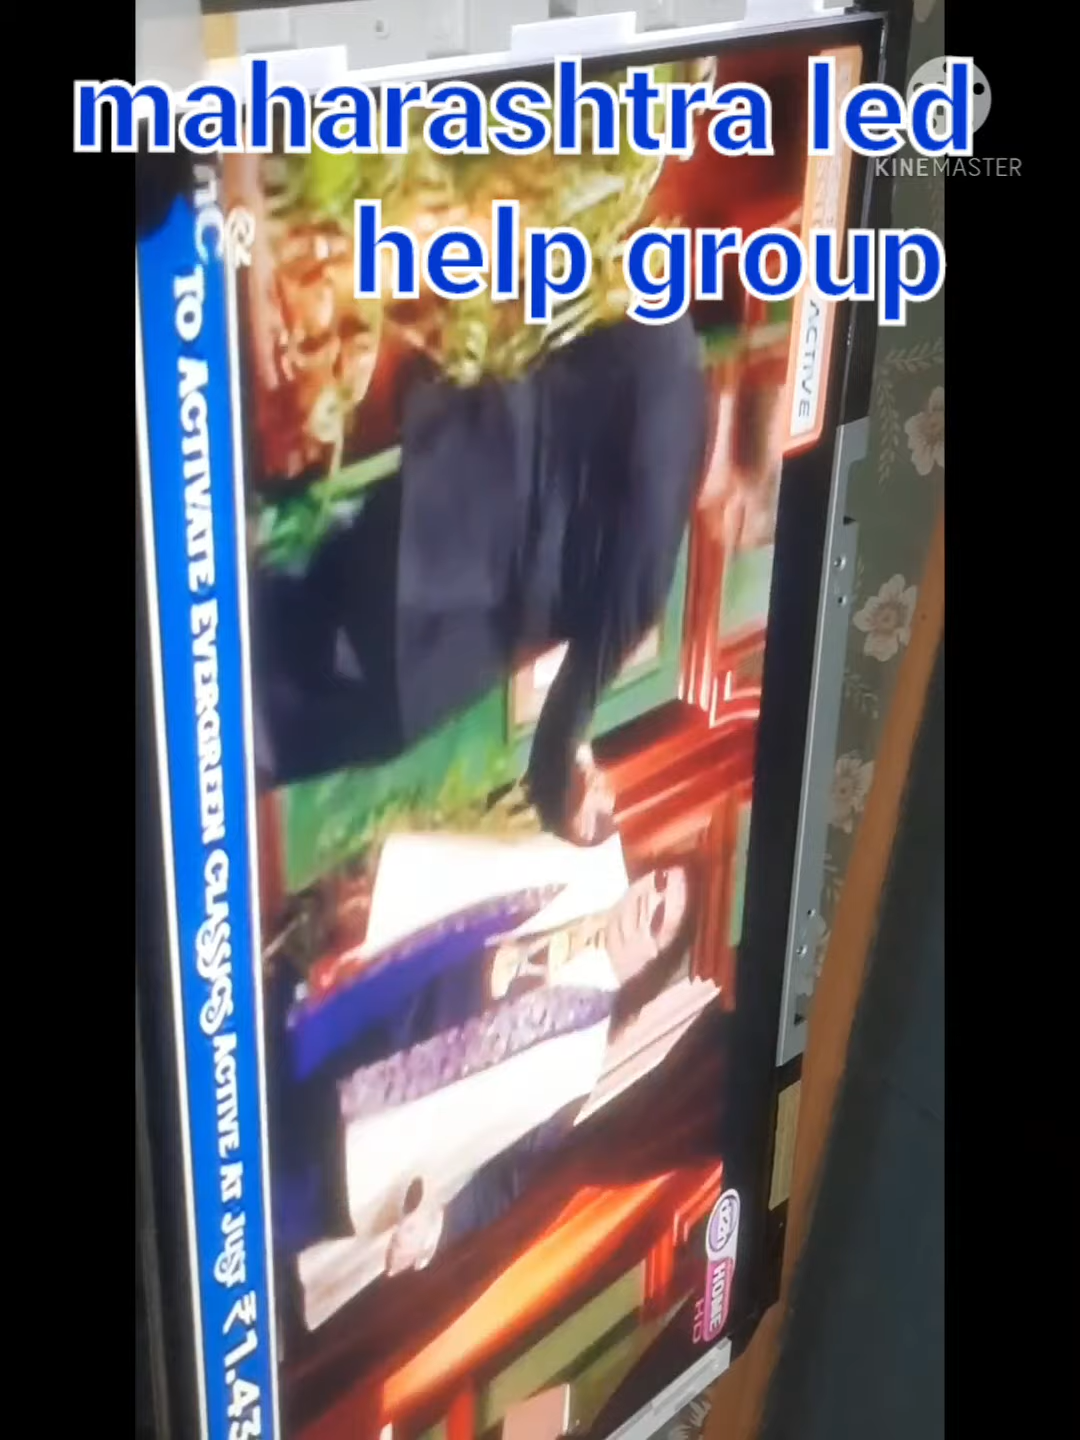 maharashtra led
help group
KINEMASTER
ACTIVE
TO ACTIVATE EVERGREEN CLASSICS ACTIVE AT JUST ₹1.43
HOME
HD